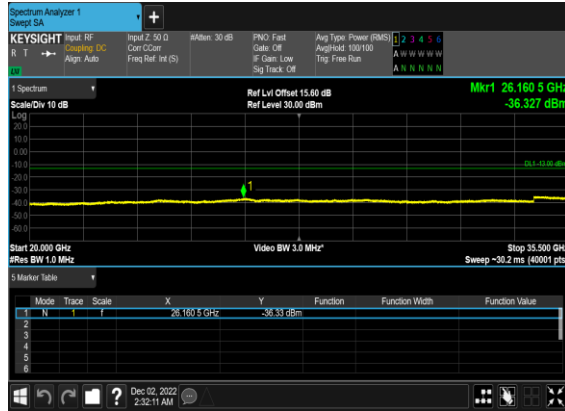 Spectrum Analyzer 1
Swept SA
+
KEYSIGHT
R T
LXI
Input: RF
Coupling: DC
Align: Auto
Input Z: 50 Ω
Corr CCorr
Freq Ref: Int (S)
#Atten: 30 dB
PNO: Fast
Gate: Off
IF Gain: Low
Sig Track: Off
Avg Type: Power (RMS)
Avg|Hold: 100/100
Trig: Free Run
1 2 3 4 5 6
A W W W W W
A N N N N N
1 Spectrum
Scale/Div 10 dB
Ref Lvl Offset 15.60 dB
Ref Level 30.00 dBm
Mkr1 26.160 5 GHz
-36.327 dBm
Log
20.0
10.0
0.00
-10.0
-20.0
-30.0
-40.0
-50.0
-60.0
1
DL1 -13.00 dBm
Start 20.000 GHz
#Res BW 1.0 MHz
Video BW 3.0 MHz*
Stop 35.500 GHz
Sweep ~30.2 ms (40001 pts)
5 Marker Table
Mode Trace Scale X Y Function Function Width Function Value
1 N 1 f 26.160 5 GHz -36.33 dBm
2
3
4
5
6
?
Dec 02, 2022
2:32:11 AM